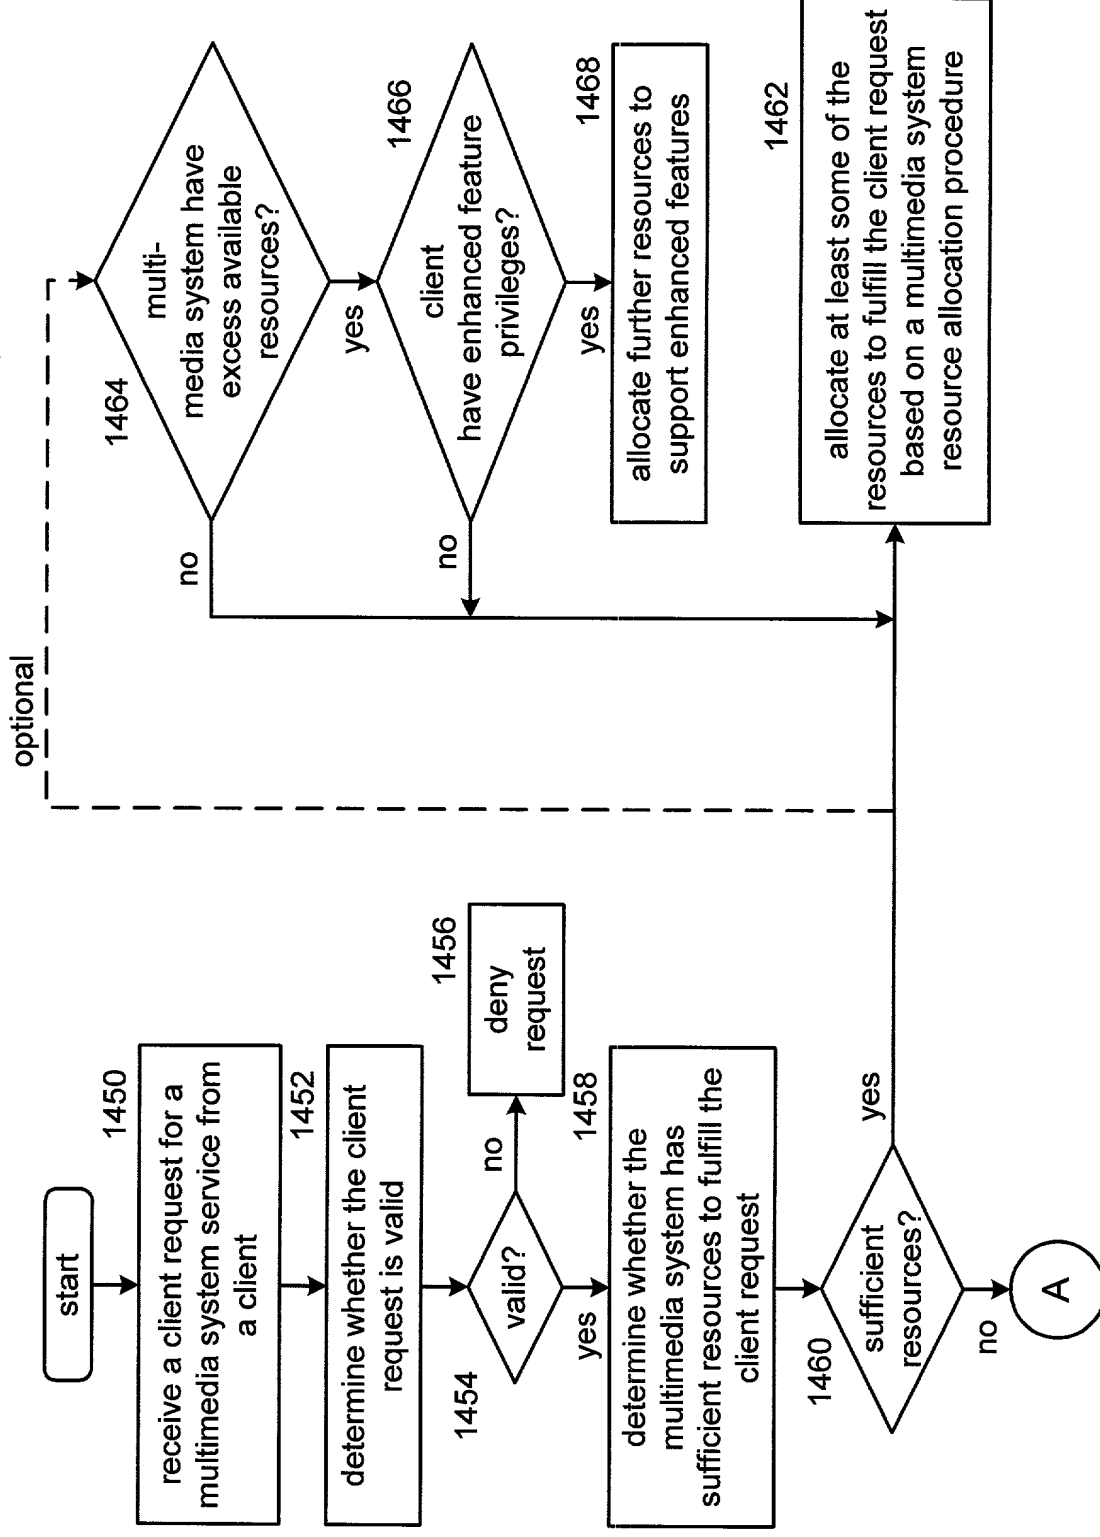 start
1450
receive a client request for a
multimedia system service from
a client
1452
determine whether the client
request is valid
1454
valid?
no
1456
deny
request
yes
1458
determine whether the
multimedia system has
sufficient resources to fulfill the
client request
1460
sufficient
resources?
yes
no
A
optional
1464
multi-
media system have
excess available
resources?
no
yes
1466
client
have enhanced feature
privileges?
no
yes
1468
allocate further resources to
support enhanced features
1462
allocate at least some of the
resources to fulfill the client request
based on a multimedia system
resource allocation procedure